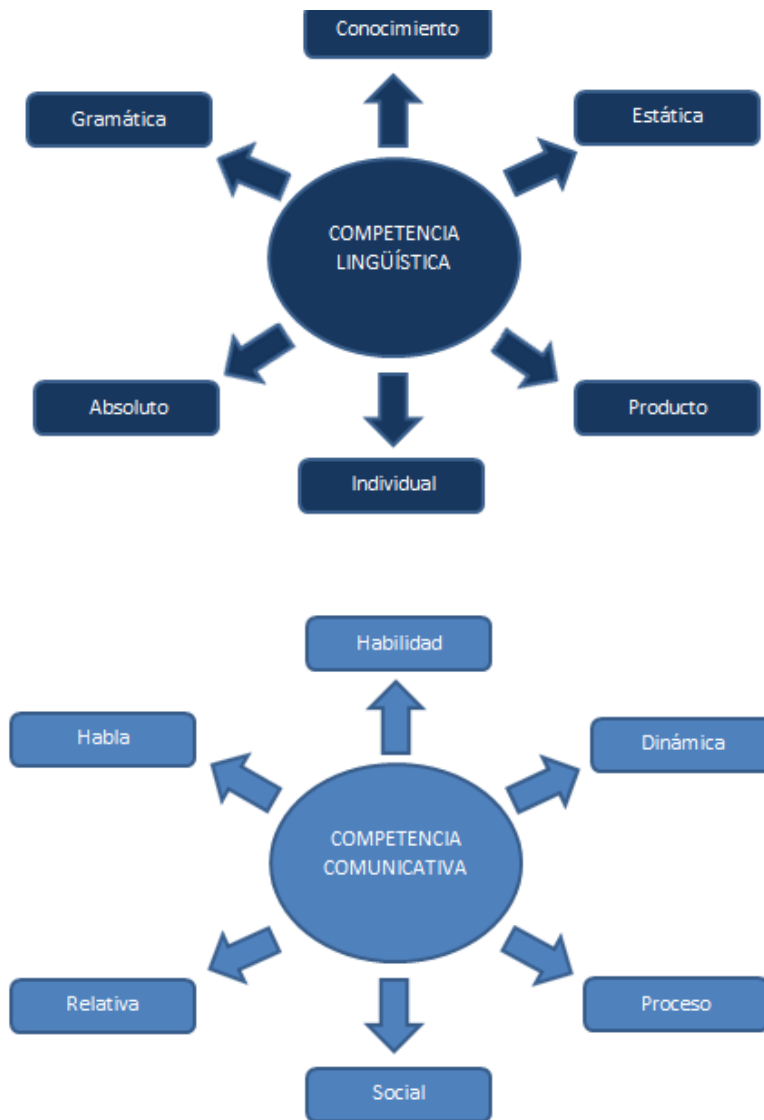 Conocimiento
Gramática
Estática
COMPETENCIA
LINGÜÍSTICA
Absoluto
Producto
Individual
Habilidad
Habla
Dinámica
COMPETENCIA
COMUNICATIVA
Relativa
Proceso
Social